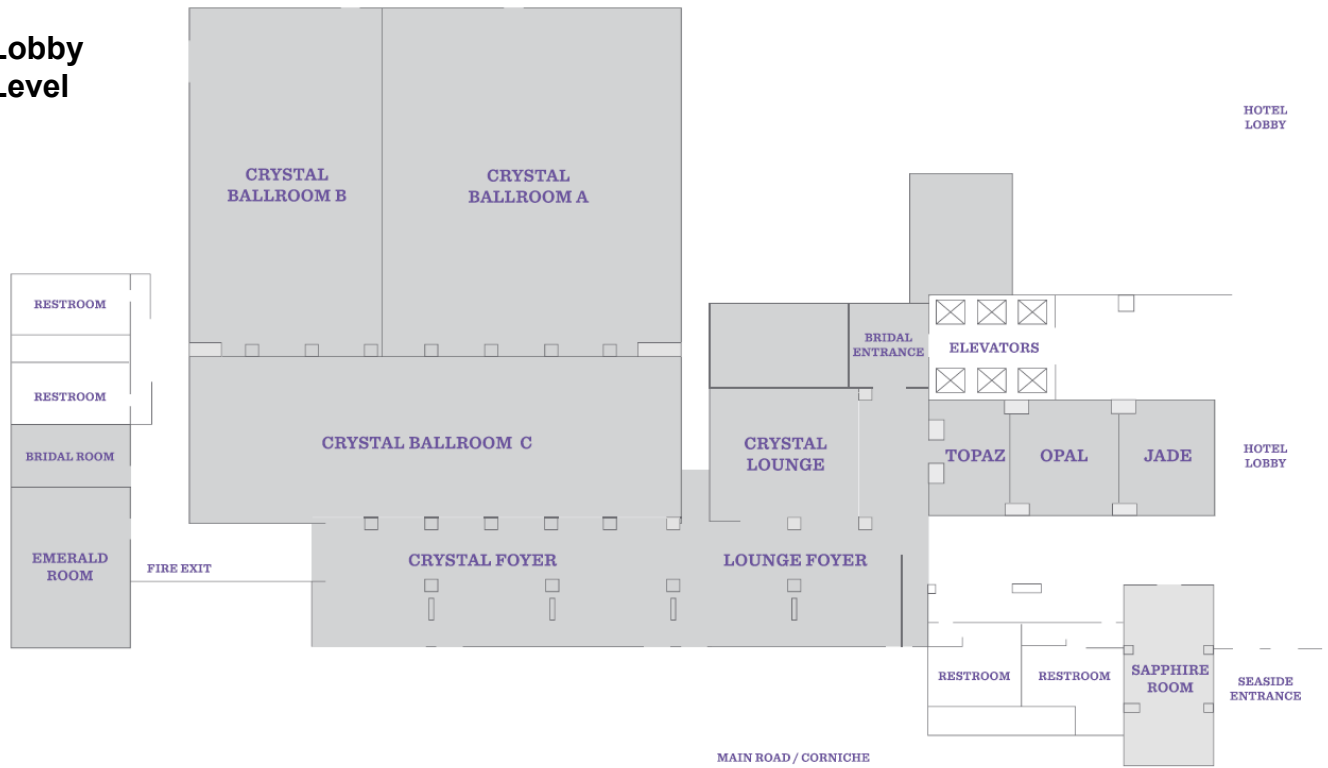 Lobby
Level
HOTEL
LOBBY
CRYSTAL
BALLROOM B
CRYSTAL
BALLROOM A
RESTROOM
BRIDAL
ENTRANCE
ELEVATORS
RESTROOM
CRYSTAL BALLROOM C
CRYSTAL
LOUNGE
TOPAZ
OPAL
JADE
HOTEL
LOBBY
BRIDAL ROOM
EMERALD
ROOM
FIRE EXIT
CRYSTAL FOYER
LOUNGE FOYER
RESTROOM
RESTROOM
SAPPHIRE
ROOM
SEASIDE
ENTRANCE
MAIN ROAD / CORNICHE